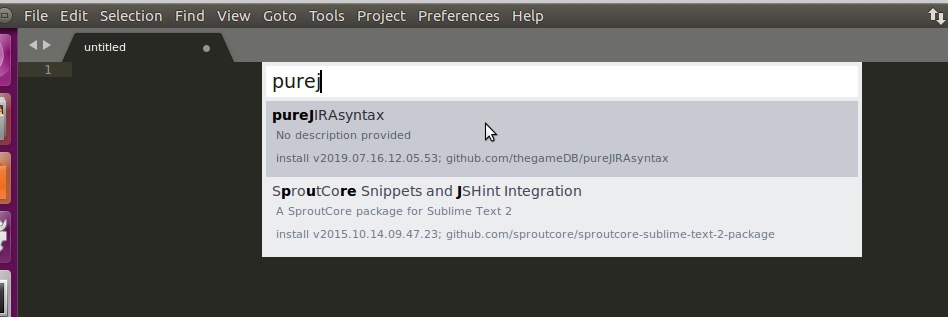 File Edit Selection Find View Goto Tools Project Preferences Help
untitled
1
purej
pureJIRAsyntax
No description provided
install v2019.07.16.12.05.53; github.com/thegameDB/pureJIRAsyntax
SproutCore Snippets and JSHint Integration
A SproutCore package for Sublime Text 2
install v2015.10.14.09.47.23; github.com/sproutcore/sproutcore-sublime-text-2-package